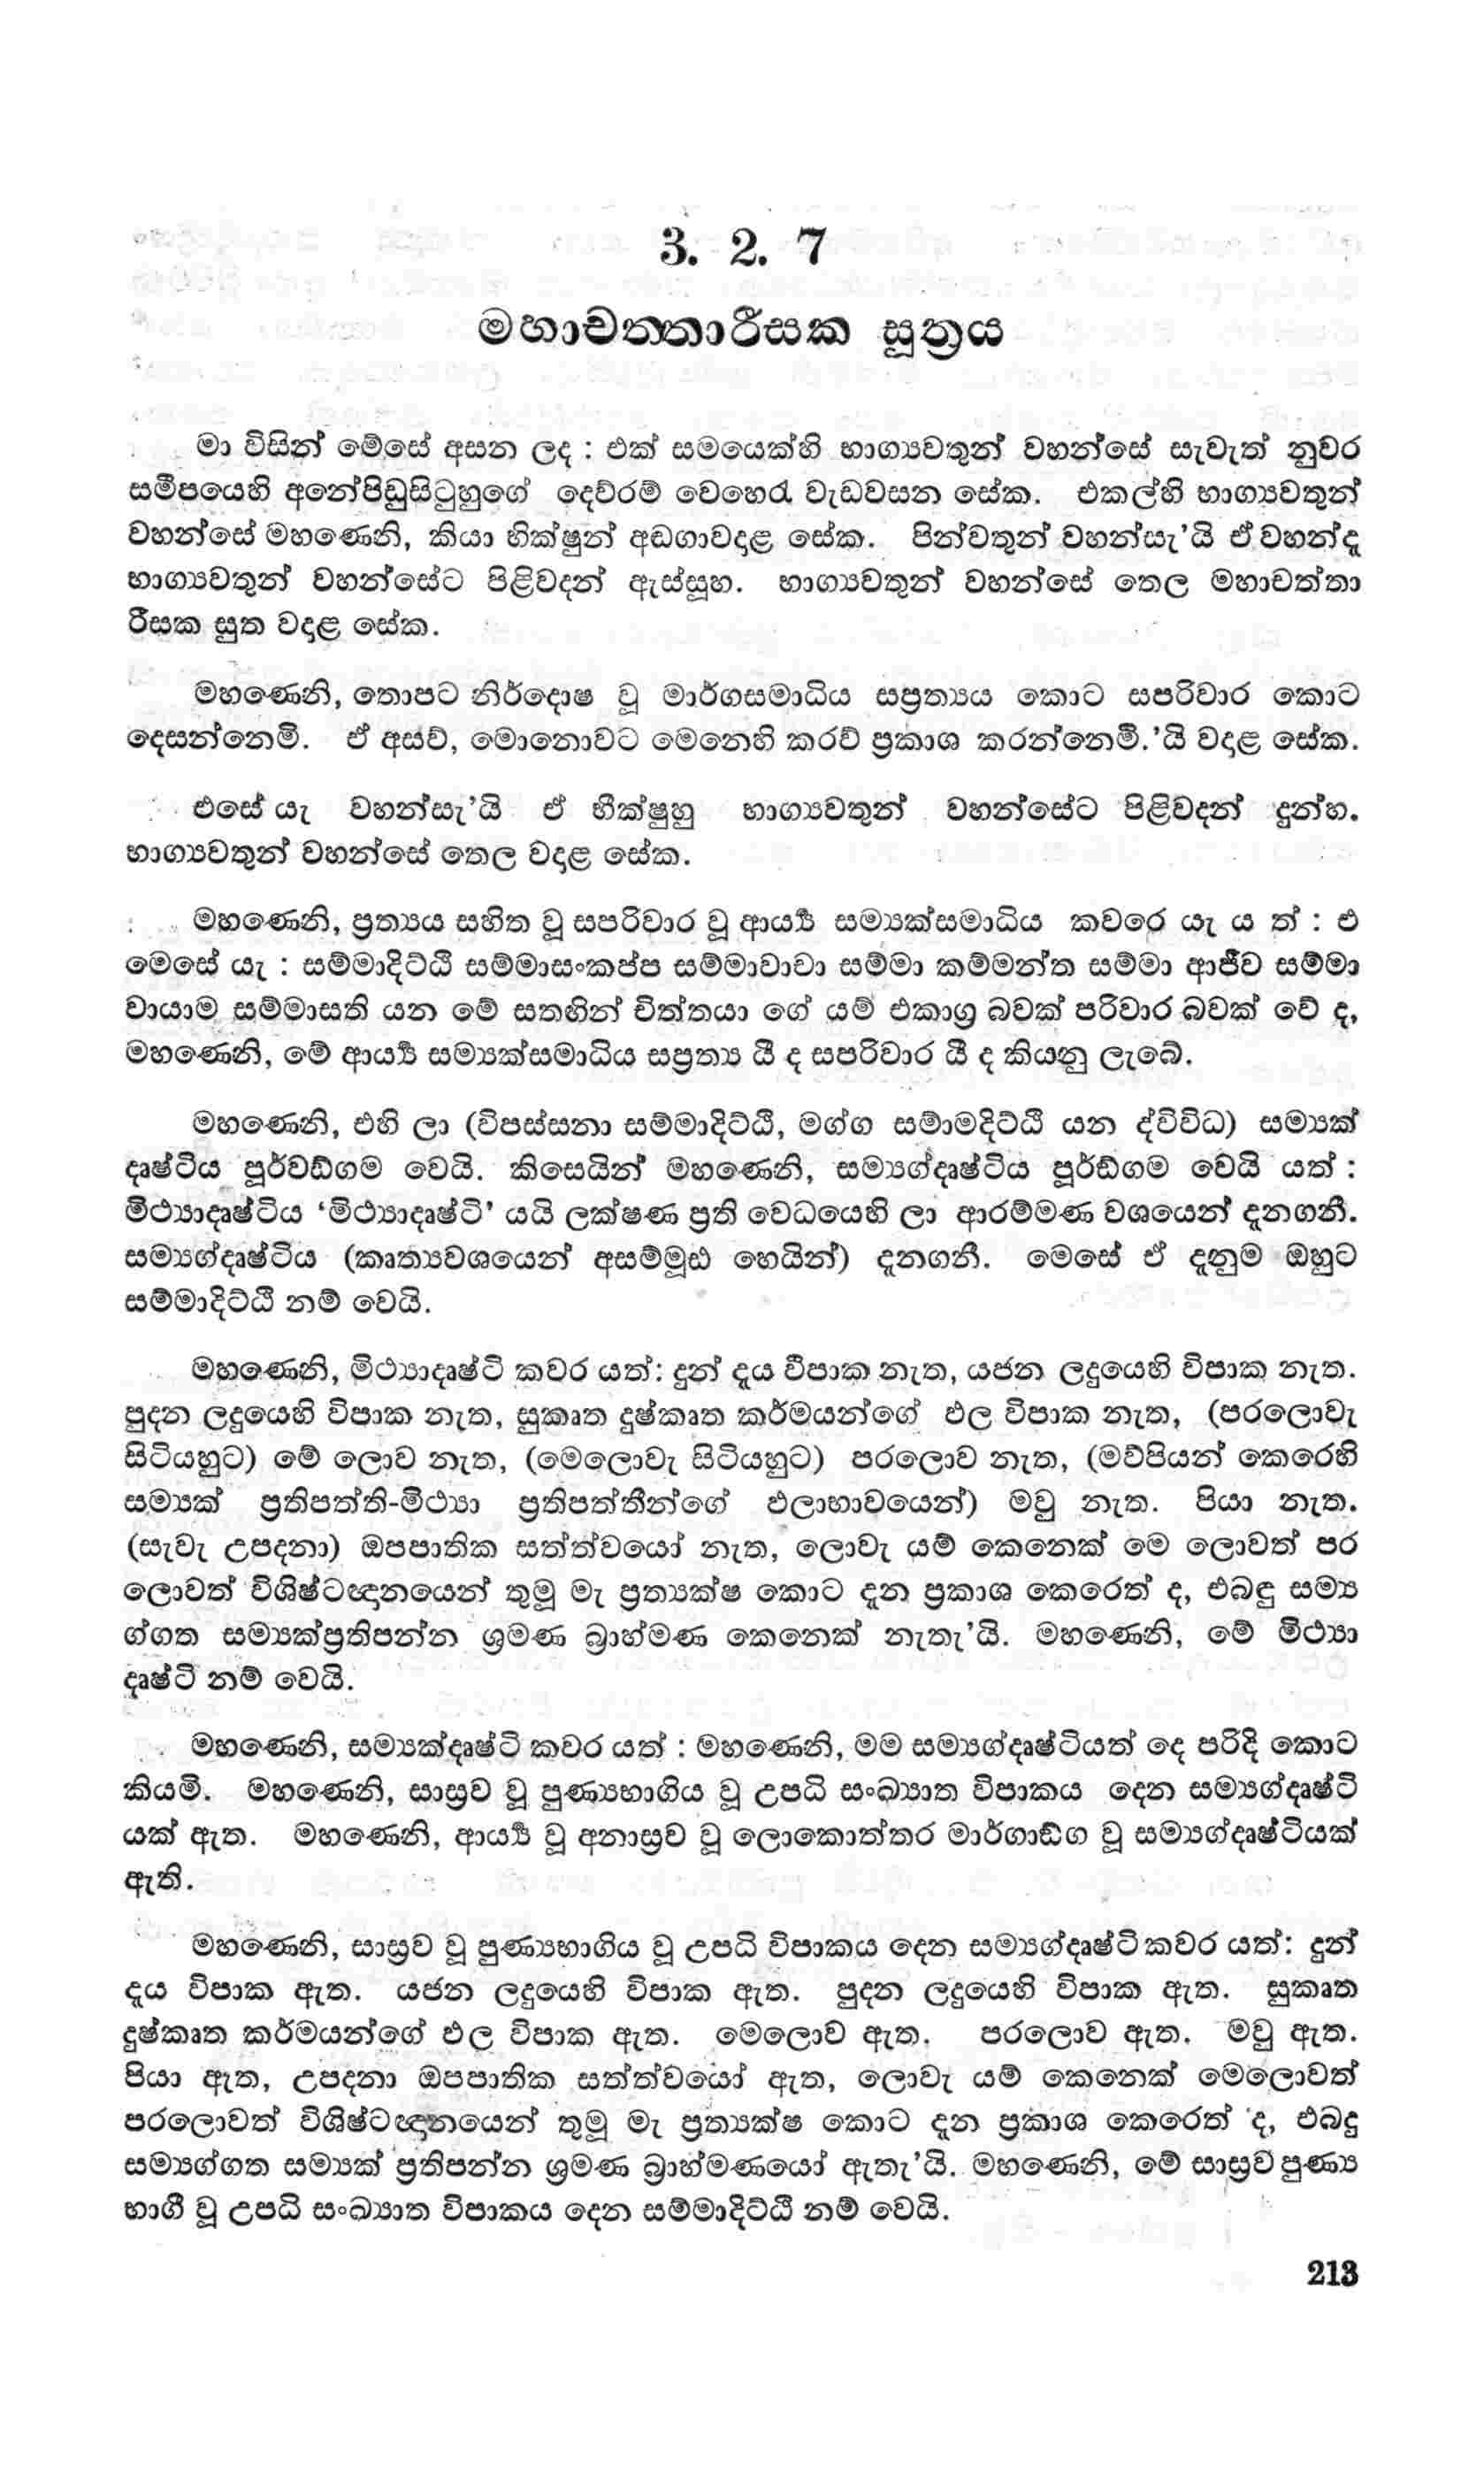 3. 2. 7
මහාචත්තාරීසක සූත්‍රය
මා විසින් මේසේ අසන ලද : එක් සමයෙක්හි භාග්‍යවතුන් වහන්සේ සැවැත් නුවර
සමීපයෙහි අනේපිඩුසිටුහුගේ දෙව්රම් වෙහෙරැ වැඩවසන සේක. එකල්හි භාග්‍යවතුන්
වහන්සේ මහණෙනි, කියා භික්ෂුන් අඬගාවදාළ සේක. පින්වතුන් වහන්සැ’යි ඒ වහන්දෑ
භාග්‍යවතුන් වහන්සේට පිළිවදන් ඇස්සූහ. භාග්‍යවතුන් වහන්සේ තෙල මහාචත්තා
රීසක සුත වදාළ සේක.
මහණෙනි, තොපට නිර්දොෂ වූ මාර්ගසමාධිය සප්‍රත්‍යය කොට සපරිවාර කොට
දෙසන්නෙමි. ඒ අසව්, මොනොවට මෙනෙහි කරව් ප්‍රකාශ කරන්නෙමි.’යි වදාළ සේක.
එසේ යැ වහන්සැ’යි ඒ භික්ෂුහු භාග්‍යවතුන් වහන්සේට පිළිවදන් දුන්හ.
භාග්‍යවතුන් වහන්සේ තෙල වදාළ සේක.
මහණෙනි, ප්‍රත්‍යය සහිත වූ සපරිවාර වූ ආර්‍ය්‍ය සම්‍යක්සමාධිය කවරෙ යැ ය ත් : එ
මෙසේ යැ : සම්මාදිට්ඨි සම්මාසංකප්ප සම්මාවාචා සම්මා කම්මන්ත සම්මා ආජීව සම්මා
වායාම සම්මාසති යන මේ සතඟින් චිත්තයා ගේ යම් එකාග්‍ර බවක් පරිවාර බවක් වේ ද,
මහණෙනි, මේ ආර්‍ය්‍ය සම්‍යක්සමාධිය සප්‍රත්‍ය යී ද සපරිවාර යී ද කියනු ලැබේ.
මහණෙනි, එහි ලා (විපස්සනා සම්මාදිට්ඨි, මග්ග සම්ාමදිට්ඨි යන ද්විවිධ) සම්‍යක්
දෘෂ්ටිය පූර්වඞ්ගම වෙයි. කිසෙයින් මහණෙනි, සම්‍යග්දෘෂ්ටිය පූර්ඞ්ගම වෙයි යත් :
මිථ්‍යාදෘෂ්ටිය ‘මිථ්‍යාදෘෂ්ටි’ යයි ලක්ෂණ ප්‍රති වෙධයෙහි ලා ආරම්මණ වශයෙන් දැනගනී.
සම්‍යග්දෘෂ්ටිය (කෘත්‍යවශයෙන් අසම්මූඪ හෙයින්) දැනගනී. මෙසේ ඒ දැනුම ඔහුට
සම්මාදිට්ඨි නම් වෙයි.
මහණෙනි, මිථ්‍යාදෘෂ්ටි කවර යත්: දුන් දැය විපාක නැත, යජන ලදුයෙහි විපාක නැත.
පුදන ලදුයෙහි විපාක නැත, සුකෘත දුෂ්කෘත කර්මයන්ගේ ඵල විපාක නැත, (පරලොවැ
සිටියහුට) මේ ලොව නැත, (මෙලොවැ සිටියහුට) පරලොව නැත, (මව්පියන් කෙරෙහි
සම්‍යක් ප්‍රතිපත්ති-මිථ්‍යා ප්‍රතිපත්තීන්ගේ ඵලාභාවයෙන්) මවු නැත. පියා නැත.
(සැවැ උපදනා) ඔපපාතික සත්ත්වයෝ නැත, ලොවැ යම් කෙනෙක් මෙ ලොවත් පර
ලොවත් විශිෂ්ටඥානයෙන් තුමූ මැ ප්‍රත්‍යක්ෂ කොට දැන ප්‍රකාශ කෙරෙත් ද, එබඳු සම්‍ය
ග්ගත සම්‍යක්ප්‍රතිපන්න ශ්‍රමණ බ්‍රාහ්මණ කෙනෙක් නැතැ’යි. මහණෙනි, මේ මිථ්‍යා
දෘෂ්ටි නම් වෙයි.
මහණෙනි, සම්‍යක්දෘෂ්ටි කවර යත් : මහණෙනි, මම සම්‍යග්දෘෂ්ටියත් දෙ පරිදි කොට
කියමි. මහණෙනි, සාස්‍රව වූ පුණ්‍යභාගිය වූ උපධි සංඛ්‍යාත විපාකය දෙන සම්‍යග්දෘෂ්ටි
යක් ඇත. මහණෙනි, ආර්‍ය්‍ය වූ අනාස්‍රව වූ ලොකොත්තර මාර්ගාඞ්ග වූ සම්‍යග්දෘෂ්ටියක්
ඇති.
මහණෙනි, සාස්‍රව වූ පුණ්‍යභාගිය වූ උපධි විපාකය දෙන සම්‍යග්දෘෂ්ටි කවර යත්: දුන්
දැය විපාක ඇත. යජන ලදුයෙහි විපාක ඇත. පුදන ලදුයෙහි විපාක ඇත. සුකෘත
දුෂ්කෘත කර්මයන්ගේ ඵල විපාක ඇත. මෙලොව ඇත. පරලොව ඇත. මවු ඇත.
පියා ඇත, උපදනා ඔපපාතික සත්ත්වයෝ ඇත, ලොවැ යම් කෙනෙක් මෙලොවත්
පරලොවත් විශිෂ්ටඥානයෙන් තුමූ මැ ප්‍රත්‍යක්ෂ කොට දැන ප්‍රකාශ කෙරෙත් ද, එබඳු
සම්‍යග්ගත සම්‍යක් ප්‍රතිපන්න ශ්‍රමණ බ්‍රාහ්මණයෝ ඇතැ’යි. මහණෙනි, මේ සාස්‍රව පුණ්‍ය
භාගී වූ උපධි සංඛ්‍යාත විපාකය දෙන සම්මාදිට්ඨි නම් වෙයි.
213